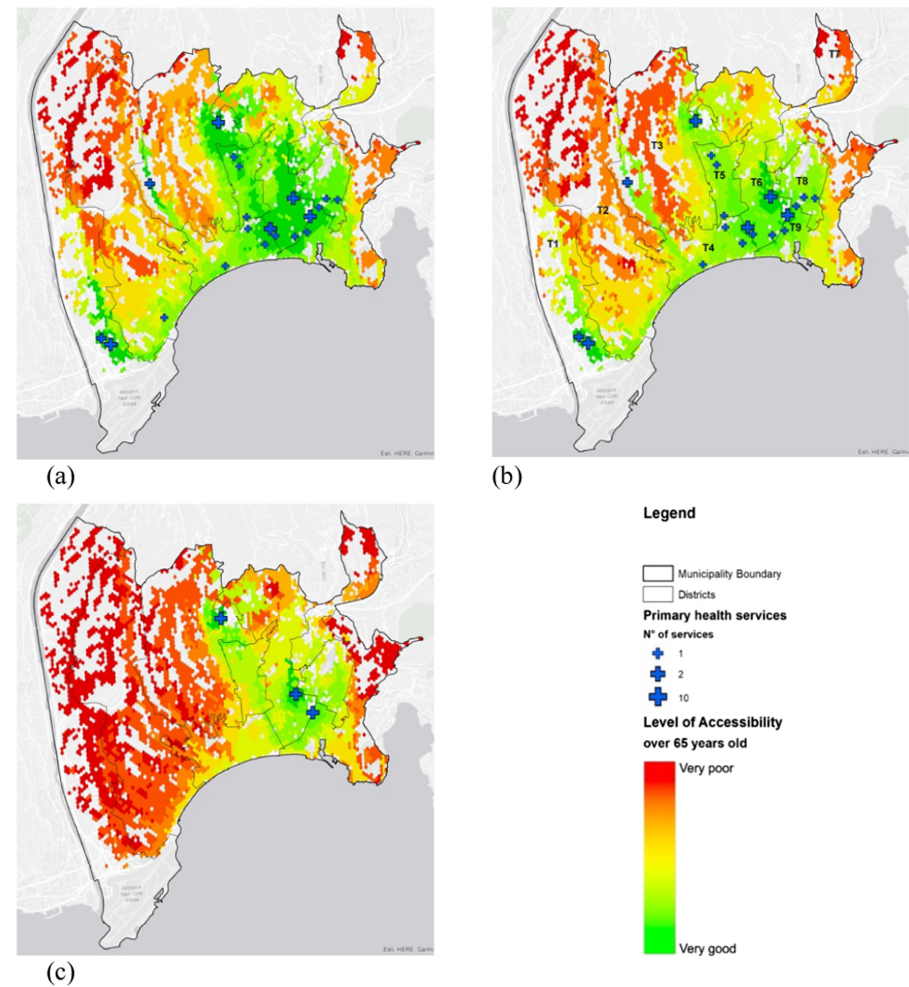 Esri, HERE, Garmin
(a)
T7
T3
T5
T6
T8
T2
T9
T1
T4
Esri, HERE, Garmin
(b)
Esri, HERE, Garmin
(c)
Legend
Municipality Boundary
Districts
Primary health services
N° of services
1
2
10
Level of Accessibility
over 65 years old
Very poor
Very good